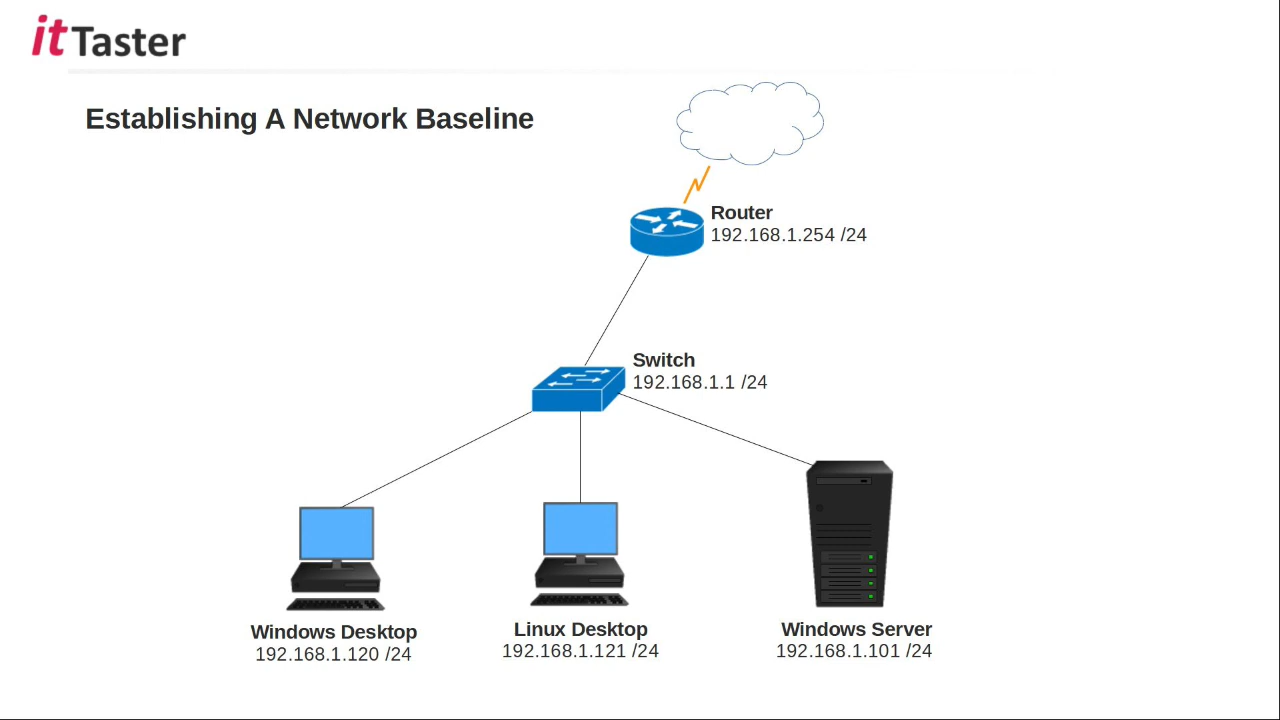 itTaster
Establishing A Network Baseline
Router
192.168.1.254 /24
Switch
192.168.1.1 /24
Windows Desktop
192.168.1.120 /24
Linux Desktop
192.168.1.121 /24
Windows Server
192.168.1.101 /24